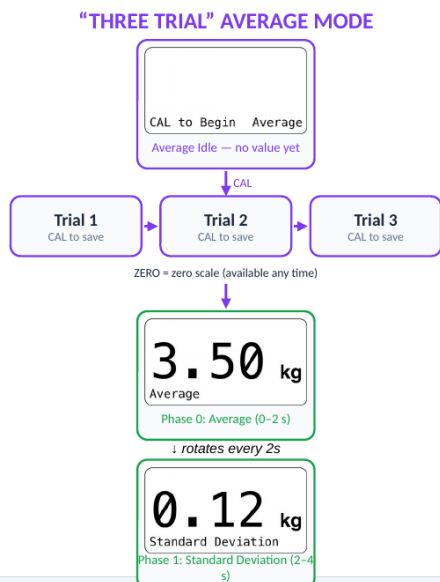 “THREE TRIAL” AVERAGE MODE
CAL to Begin Average
Average Idle — no value yet
CAL
Trial 1
CAL to save
Trial 2
CAL to save
Trial 3
CAL to save
ZERO = zero scale (available any time)
3.50 kg
Average
Phase 0: Average (0–2 s)
↓ rotates every 2s
0.12 kg
Standard Deviation
Phase 1: Standard Deviation (2–4
s)